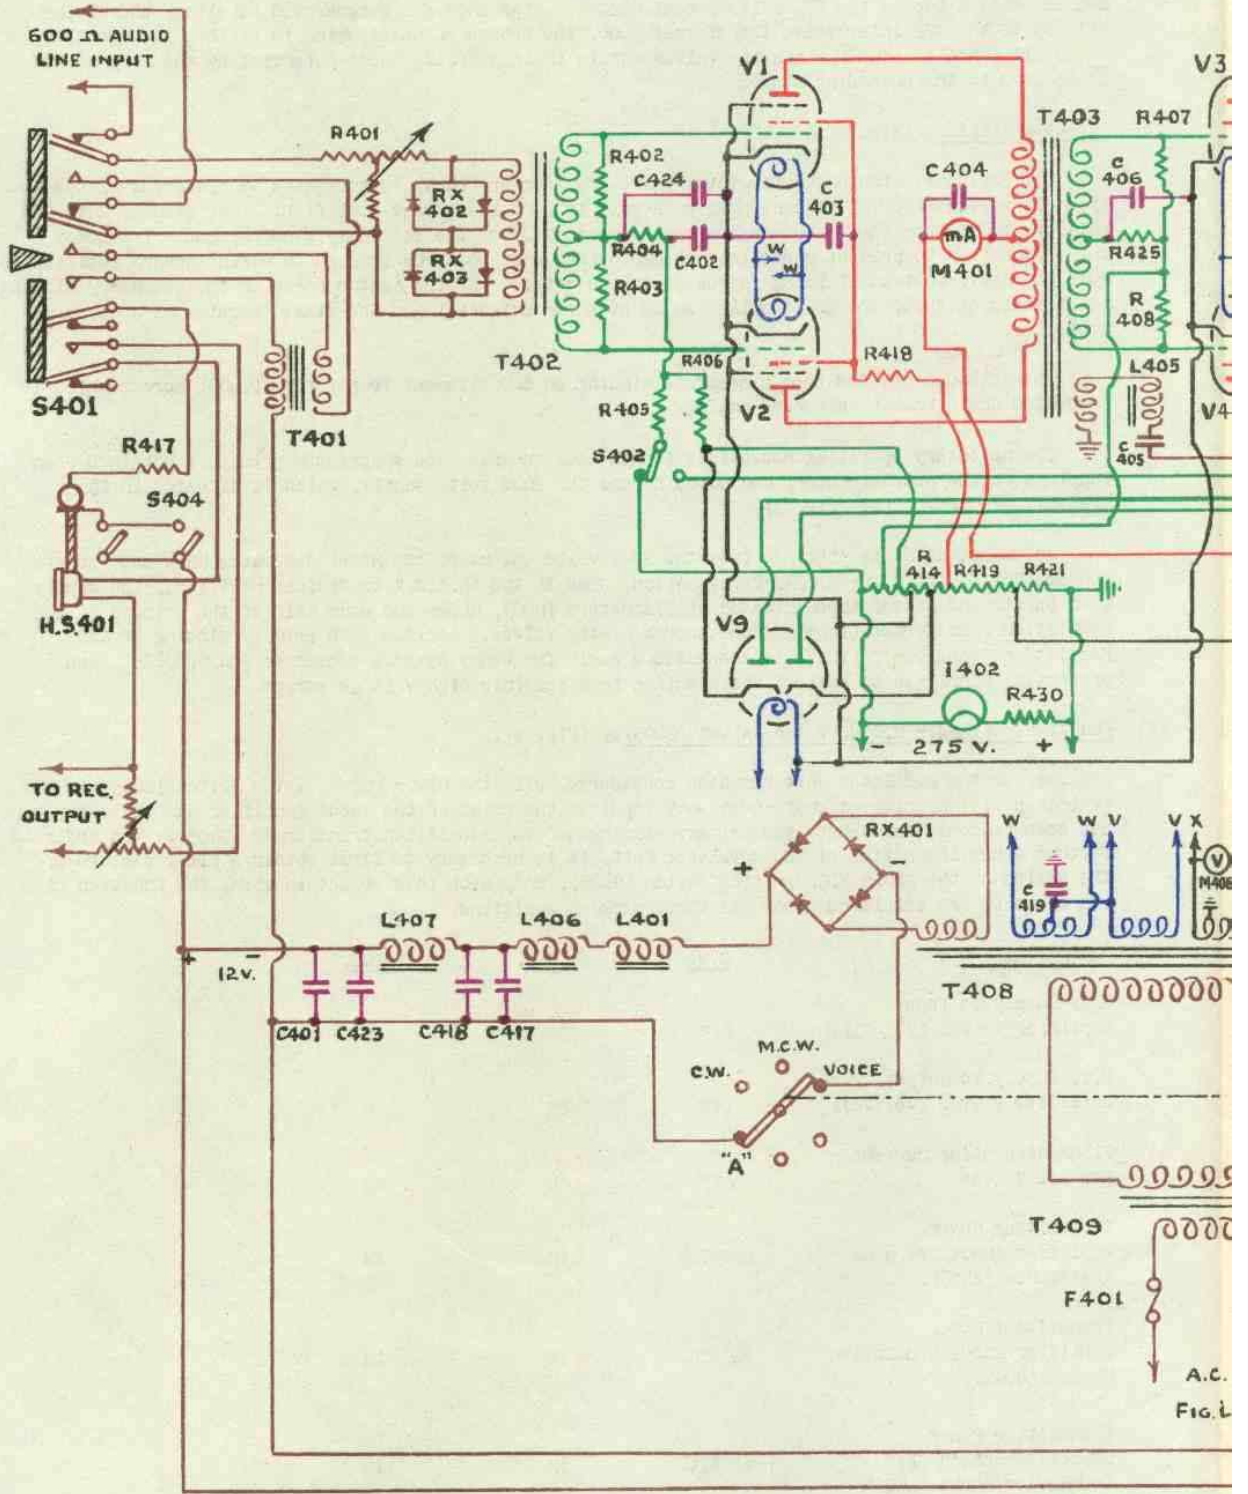 600 Ω AUDIO
LINE INPUT
V1
V3
R401
T403
R407
R402
C424
C404
C
406
RX
402
C
403
RX
403
R404
C402
W
W
mA
M401
R425
R403
R
408
T402
R406
R418
L405
S401
R405
V2
V4
T401
C
405
R417
S402
S404
R
414
R419
R421
H.S.401
V9
I402
R430
-
275 V.
+
TO REC.
OUTPUT
RX401
W
W
V
V
X
+
-
V
M406
C
419
L407
L406
L401
+
-
12V.
T408
C401
C423
C418
C417
M.C.W.
C.W.
VOICE
"A"
T409
F401
A.C.
FIG. L